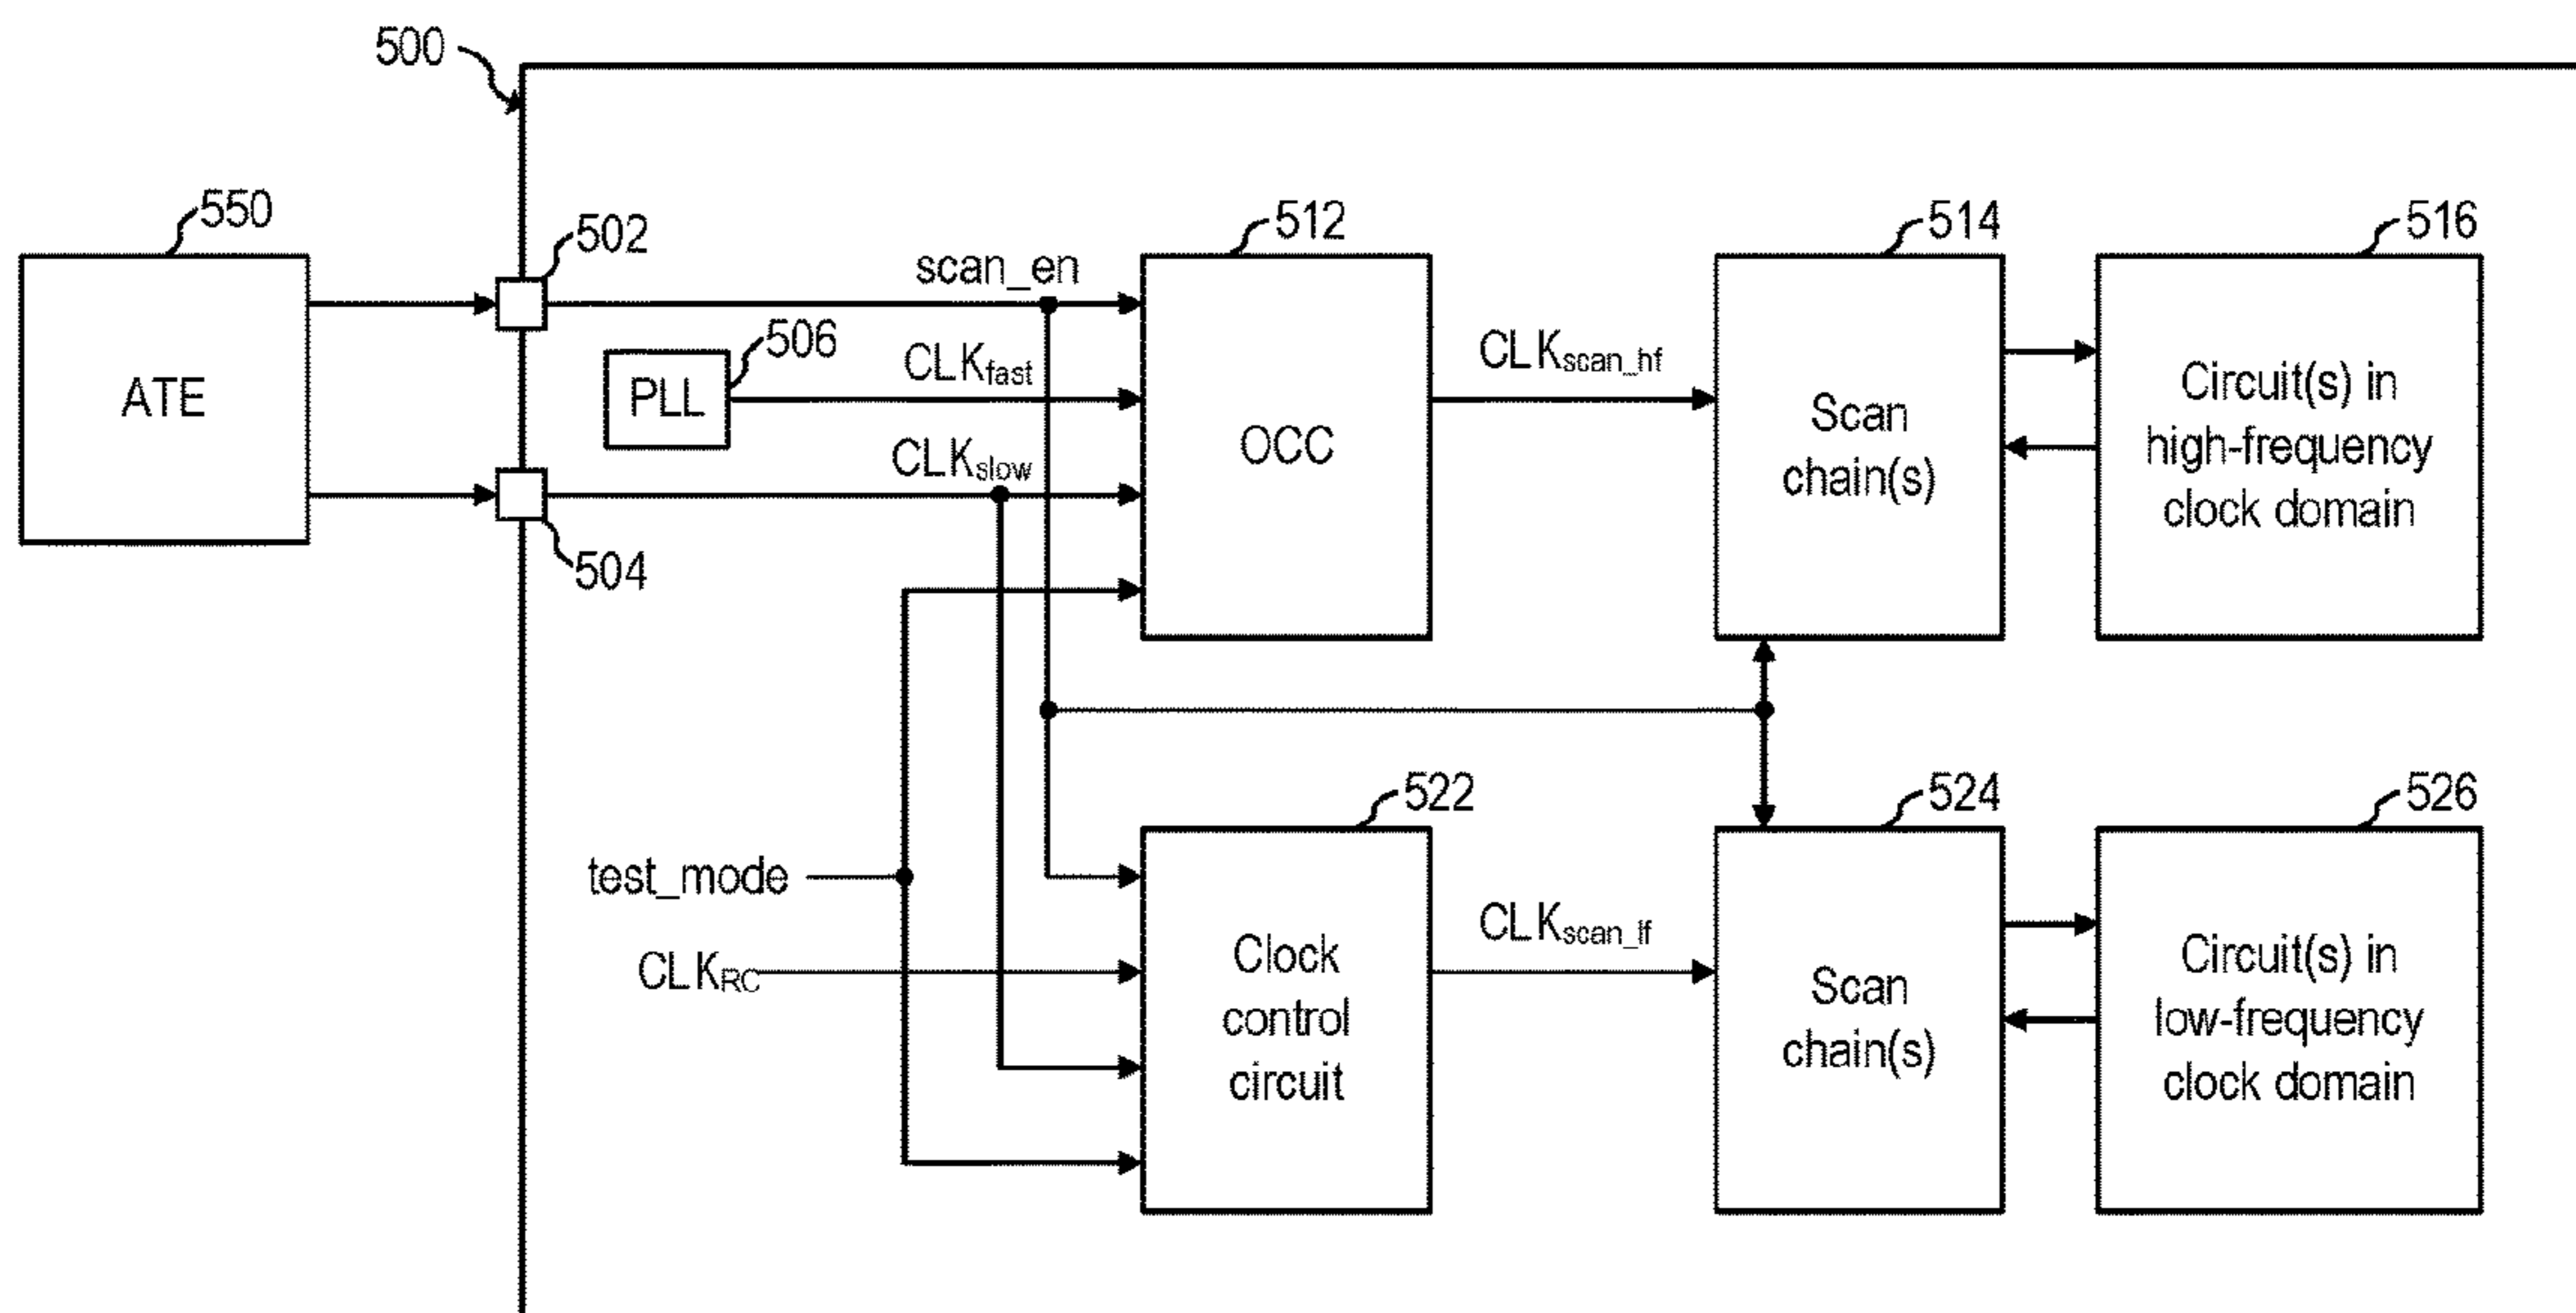 500
550
502
512
514
516
scan_en
506
CLKfast
CLKscan_hf
ATE
PLL
CLKslow
OCC
Scan
chain(s)
Circuit(s) in
high-frequency
clock domain
504
522
524
526
test_mode
CLKRC
CLKscan_lf
Clock
control
circuit
Scan
chain(s)
Circuit(s) in
low-frequency
clock domain